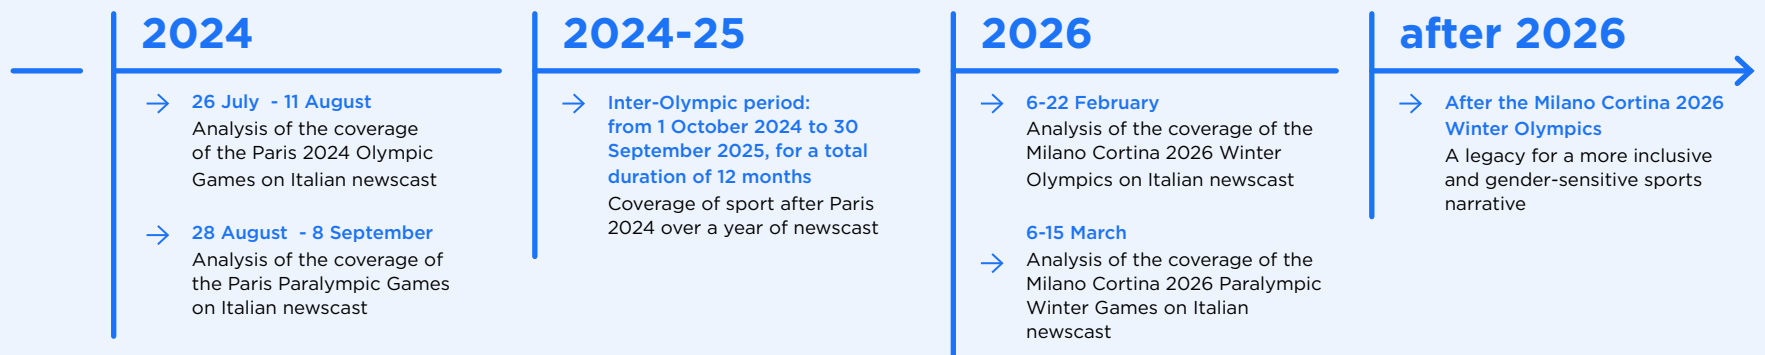 2024
26 July - 11 August
Analysis of the coverage
of the Paris 2024 Olympic
Games on Italian newscast
28 August - 8 September
Analysis of the coverage of
the Paris Paralympic Games
on Italian newscast
2024-25
Inter-Olympic period:
from 1 October 2024 to 30
September 2025, for a total
duration of 12 months
Coverage of sport after Paris
2024 over a year of newscast
2026
6-22 February
Analysis of the coverage of the
Milano Cortina 2026 Winter
Olympics on Italian newscast
6-15 March
Analysis of the coverage of the
Milano Cortina 2026 Paralympic
Winter Games on Italian
newscast
after 2026
After the Milano Cortina 2026
Winter Olympics
A legacy for a more inclusive
and gender-sensitive sports
narrative